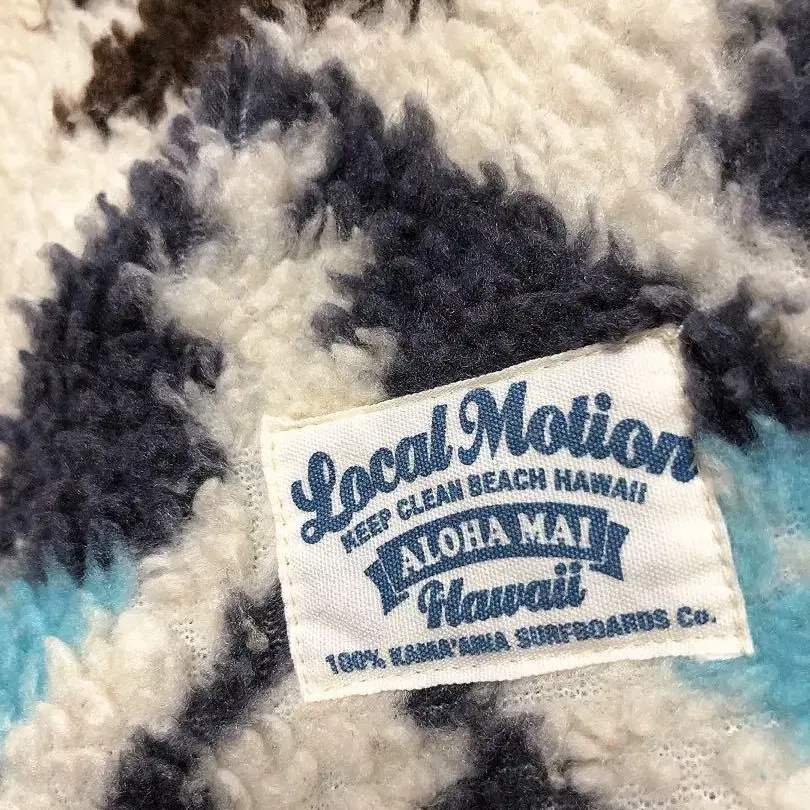 Local Motion
KEEP CLEAN BEACH HAWAII
ALOHA MAI
Hawaii
100% KAMA'AINA SURFBOARDS Co.